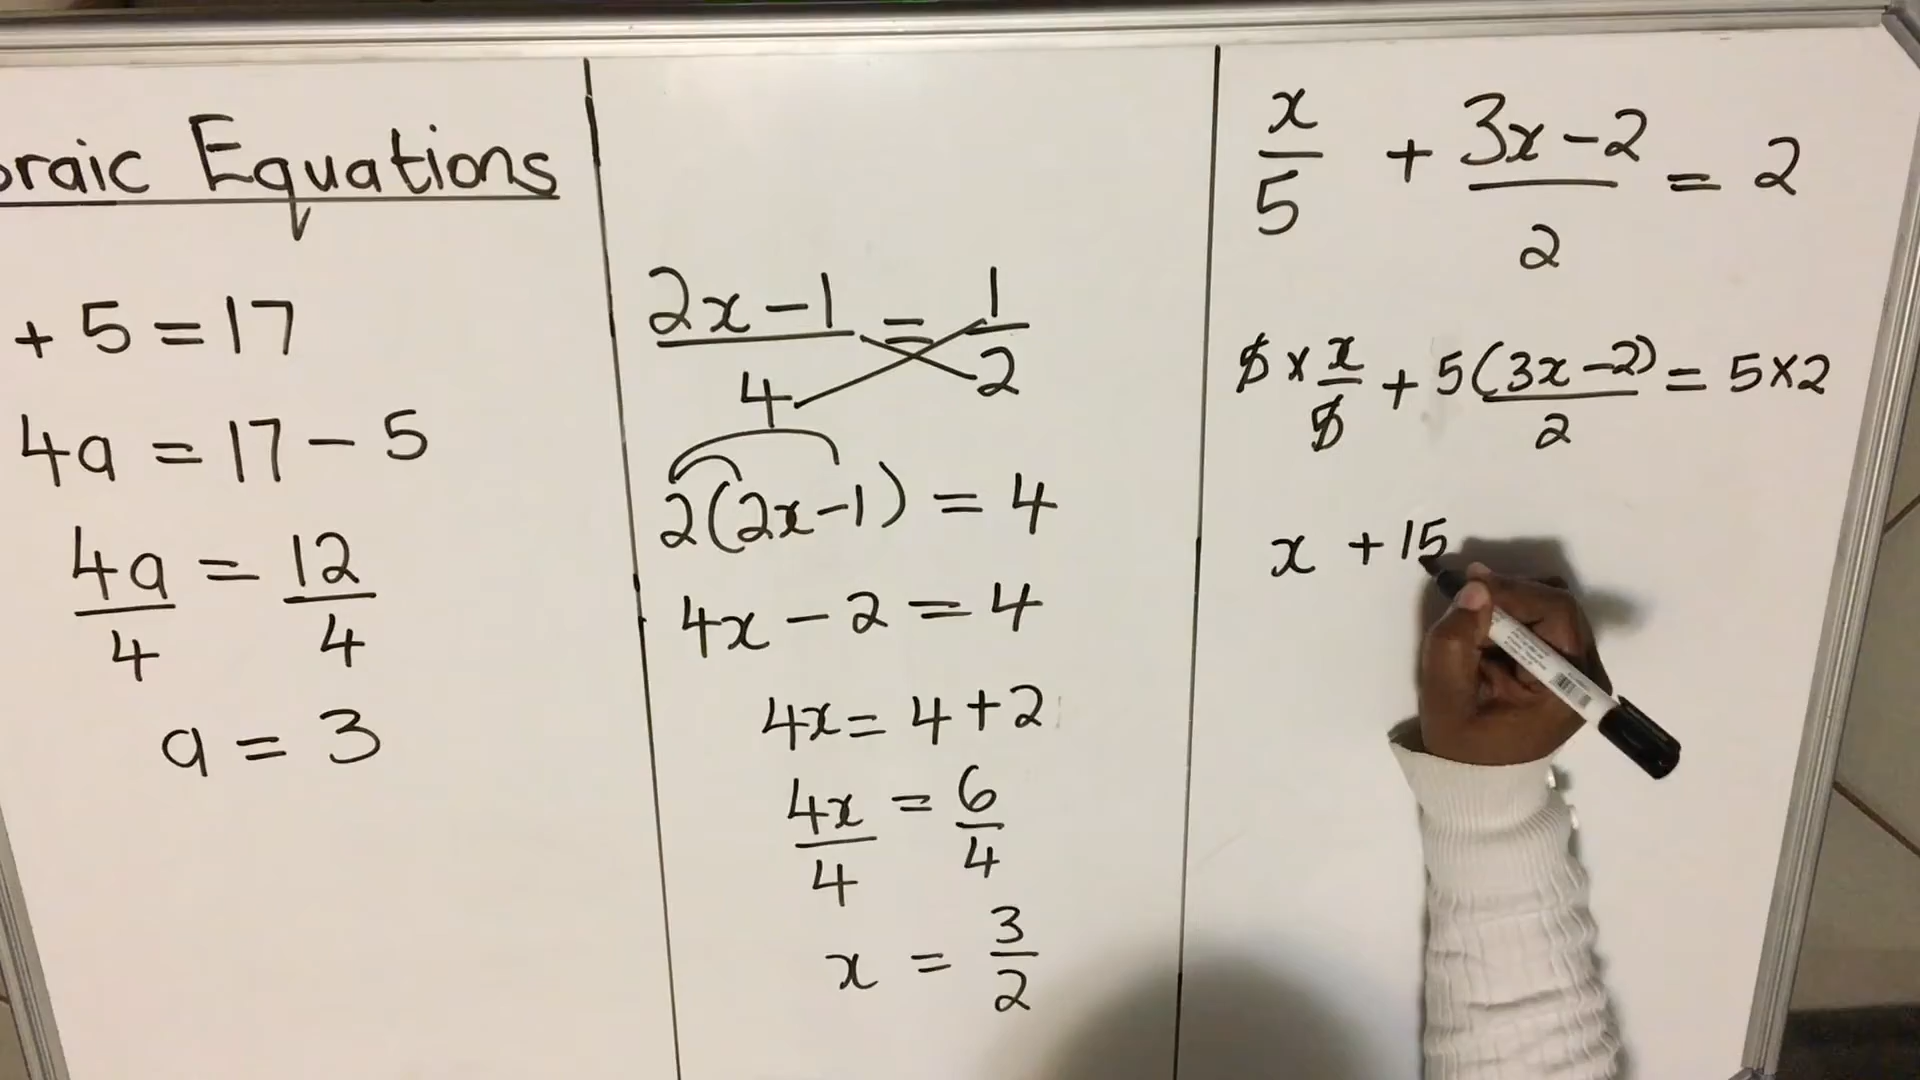 braic Equations
+ 5 = 17
4a = 17 - 5
4a/4 = 12/4
a = 3
2x-1/4 = 1/2
2(2x-1) = 4
4x - 2 = 4
4x = 4+2
4x/4 = 6/4
x = 3/2
x/5 + 3x-2/2 = 2
5 × x/5 + 5(3x-2)/2 = 5×2
x + 15